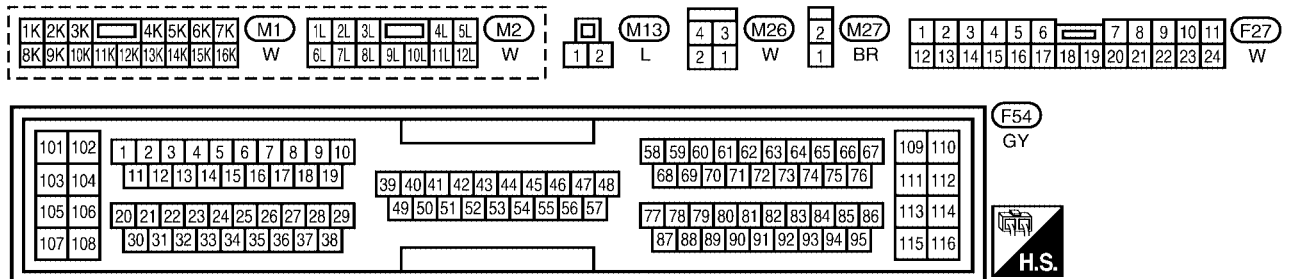 1K 2K 3K 4K 5K 6K 7K M1
8K 9K 10K 11K 12K 13K 14K 15K 16K W
1L 2L 3L 4L 5L M2
6L 7L 8L 9L 10L 11L 12L W
M13
1 2 L
4 3 M26
2 1 W
2 M27
1 BR
1 2 3 4 5 6 7 8 9 10 11 F27
12 13 14 15 16 17 18 19 20 21 22 23 24 W
F54
GY
101 102
103 104
105 106
107 108
1 2 3 4 5 6 7 8 9 10
11 12 13 14 15 16 17 18 19
20 21 22 23 24 25 26 27 28 29
30 31 32 33 34 35 36 37 38
39 40 41 42 43 44 45 46 47 48
49 50 51 52 53 54 55 56 57
58 59 60 61 62 63 64 65 66 67
68 69 70 71 72 73 74 75 76
77 78 79 80 81 82 83 84 85 86
87 88 89 90 91 92 93 94 95
109 110
111 112
113 114
115 116
H.S.